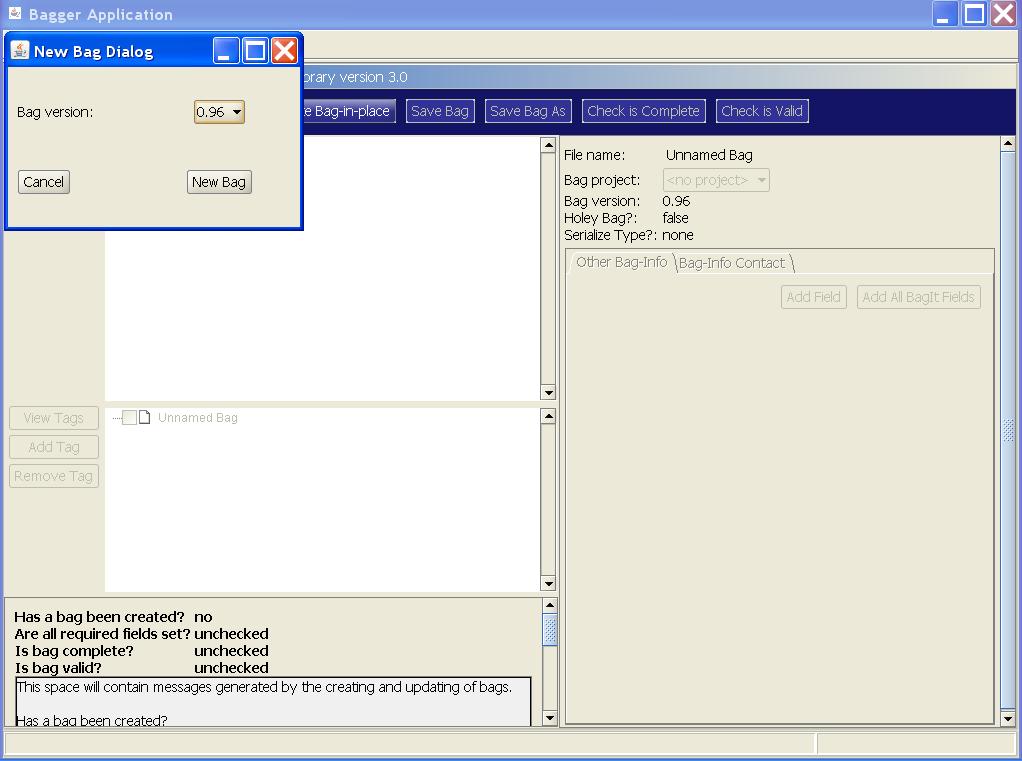 Bagger Application
New Bag Dialog
Bag version: 0.96
Cancel New Bag
brary version 3.0
e Bag-in-place Save Bag Save Bag As Check is Complete Check is Valid
File name: Unnamed Bag
Bag project: <no project>
Bag version: 0.96
Holey Bag?: false
Serialize Type?: none
Other Bag-Info Bag-Info Contact
Add Field Add All BagIt Fields
View Tags
Add Tag
Remove Tag
Unnamed Bag
Has a bag been created? no
Are all required fields set? unchecked
Is bag complete? unchecked
Is bag valid? unchecked
This space will contain messages generated by the creating and updating of bags.
Has a bag been created?